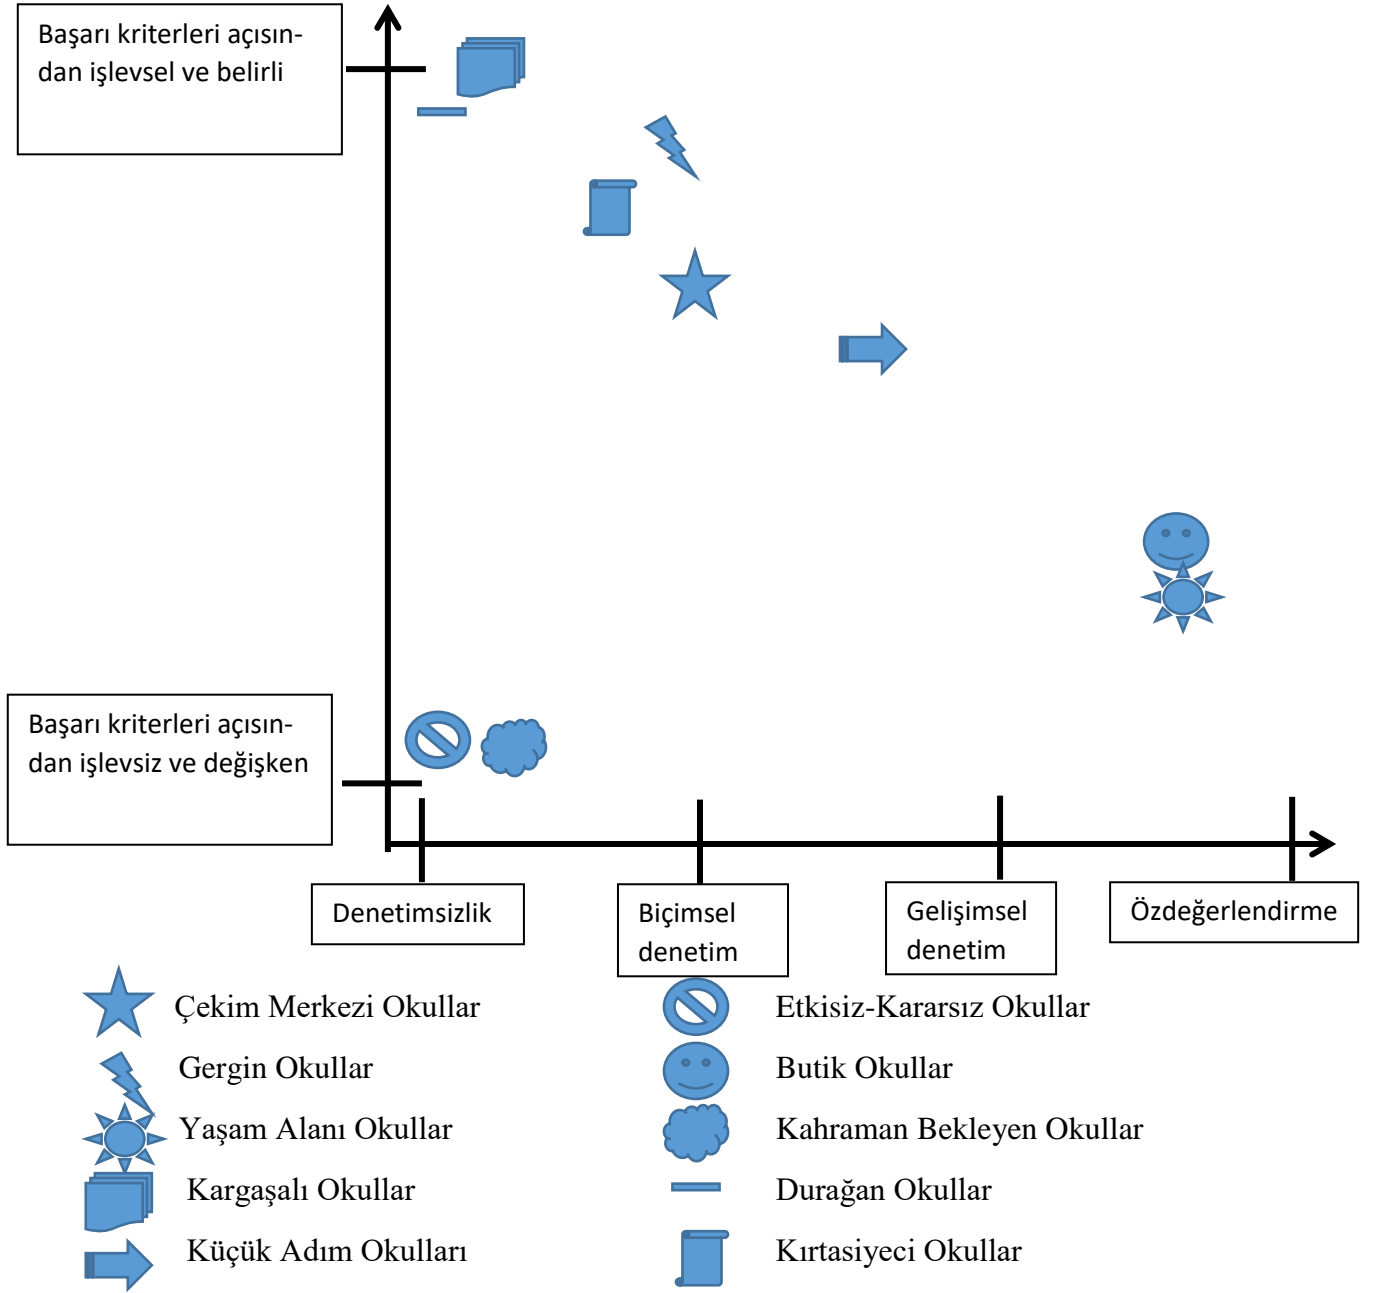 Başarı kriterleri açısın-
dan işlevsel ve belirli
Başarı kriterleri açısın-
dan işlevsiz ve değişken
Denetimsizlik
Biçimsel
denetim
Gelişimsel
denetim
Özdeğerlendirme
Çekim Merkezi Okullar
Etkisiz-Kararsız Okullar
Gergin Okullar
Butik Okullar
Yaşam Alanı Okullar
Kahraman Bekleyen Okullar
Kargaşalı Okullar
Durağan Okullar
Küçük Adım Okulları
Kırtasiyeci Okullar